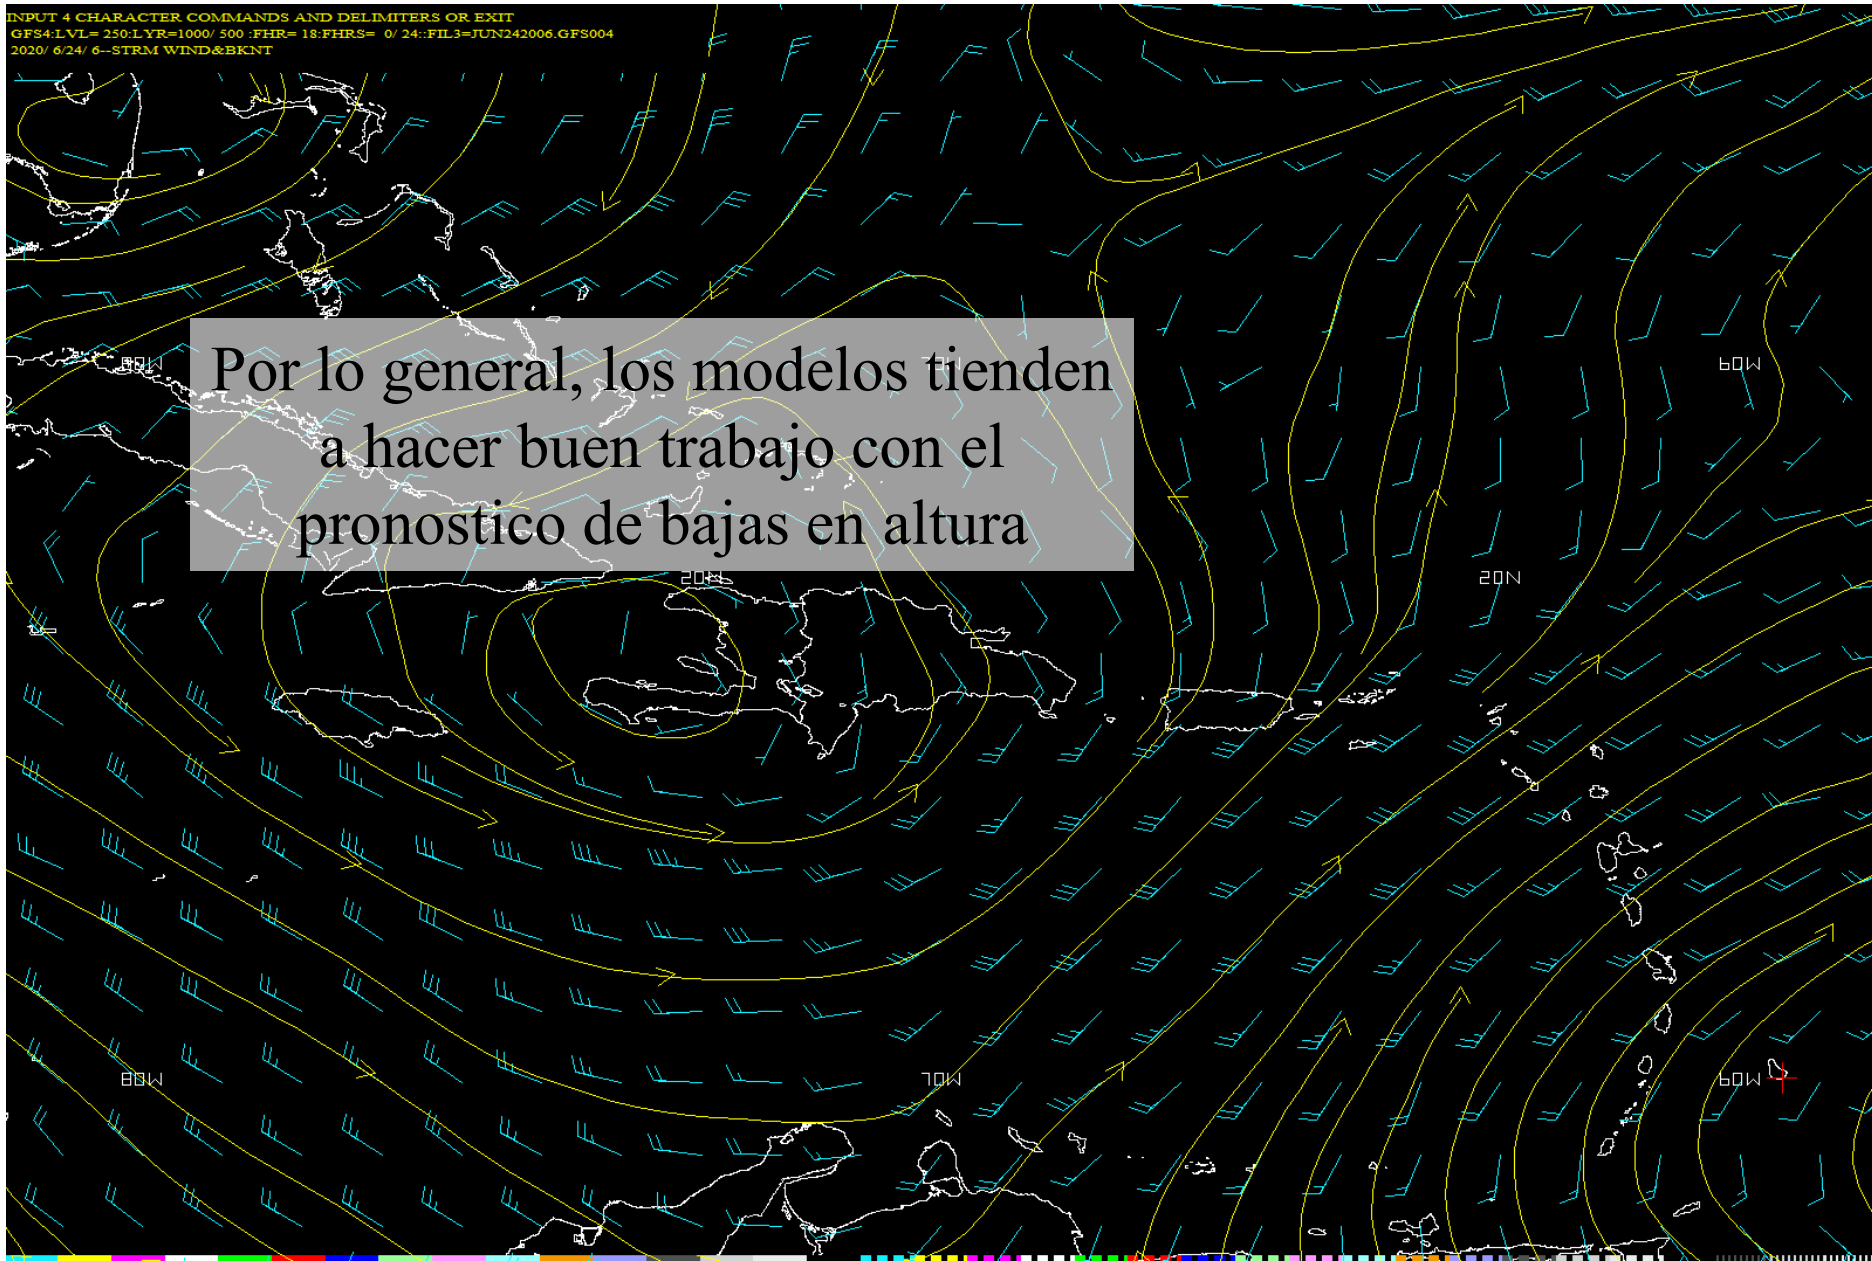 INPUT 4 CHARACTER COMMANDS AND DELIMITERS OR EXIT
GFS4:LVL= 250:LYR=1000/ 500 :FHR= 18:FHRS=  0/ 24::FIL3=JUN242006.GFS004
2020/ 6/24/ 6--STRM WIND&BKNT
Por lo general, los modelos tienden
a hacer buen trabajo con el
pronostico de bajas en altura
80W
70W
60W
20N
20N
80W
70W
60W